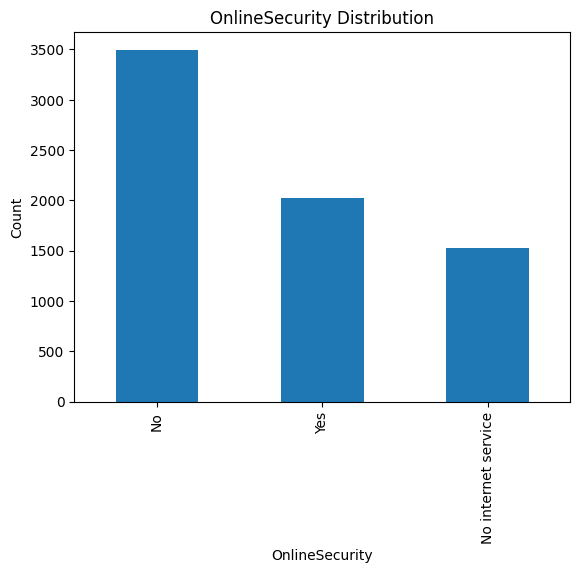 OnlineSecurity Distribution
3500
3000
2500
2000
1500
1000
500
0
Count
No
Yes
No internet service
OnlineSecurity